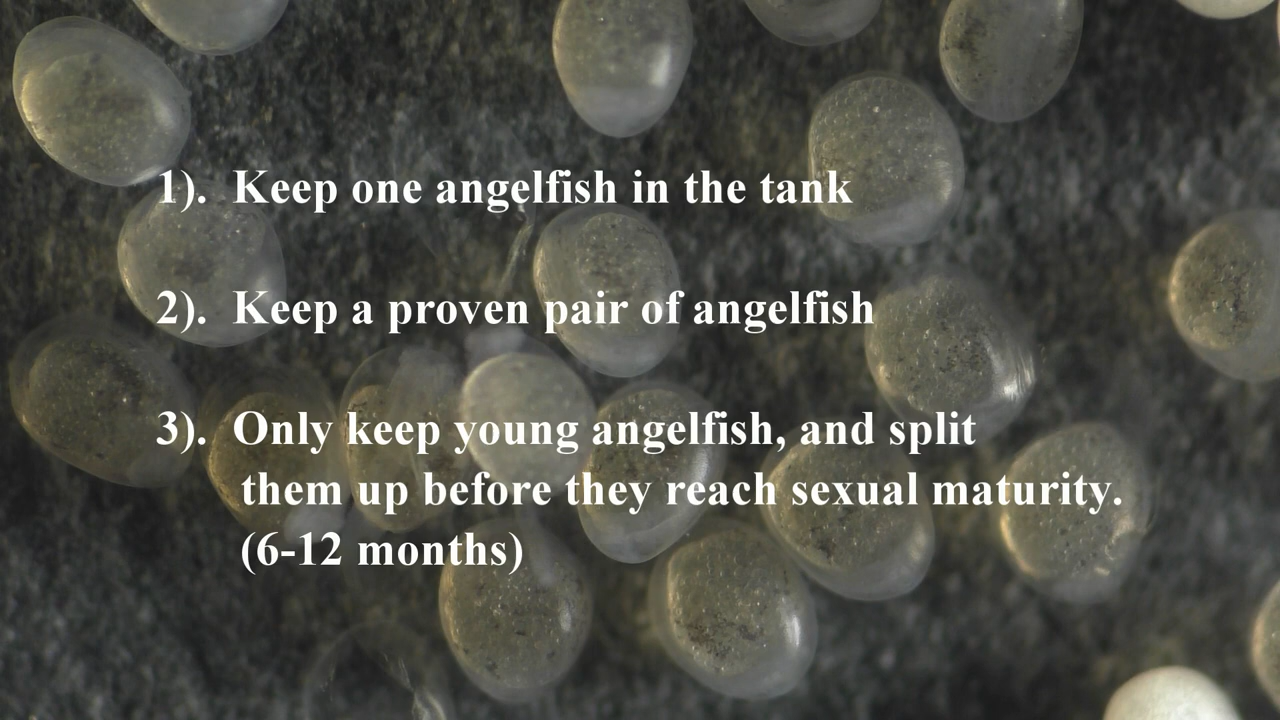 1). Keep one angelfish in the tank
2). Keep a proven pair of angelfish
3). Only keep young angelfish, and split
them up before they reach sexual maturity.
(6-12 months)